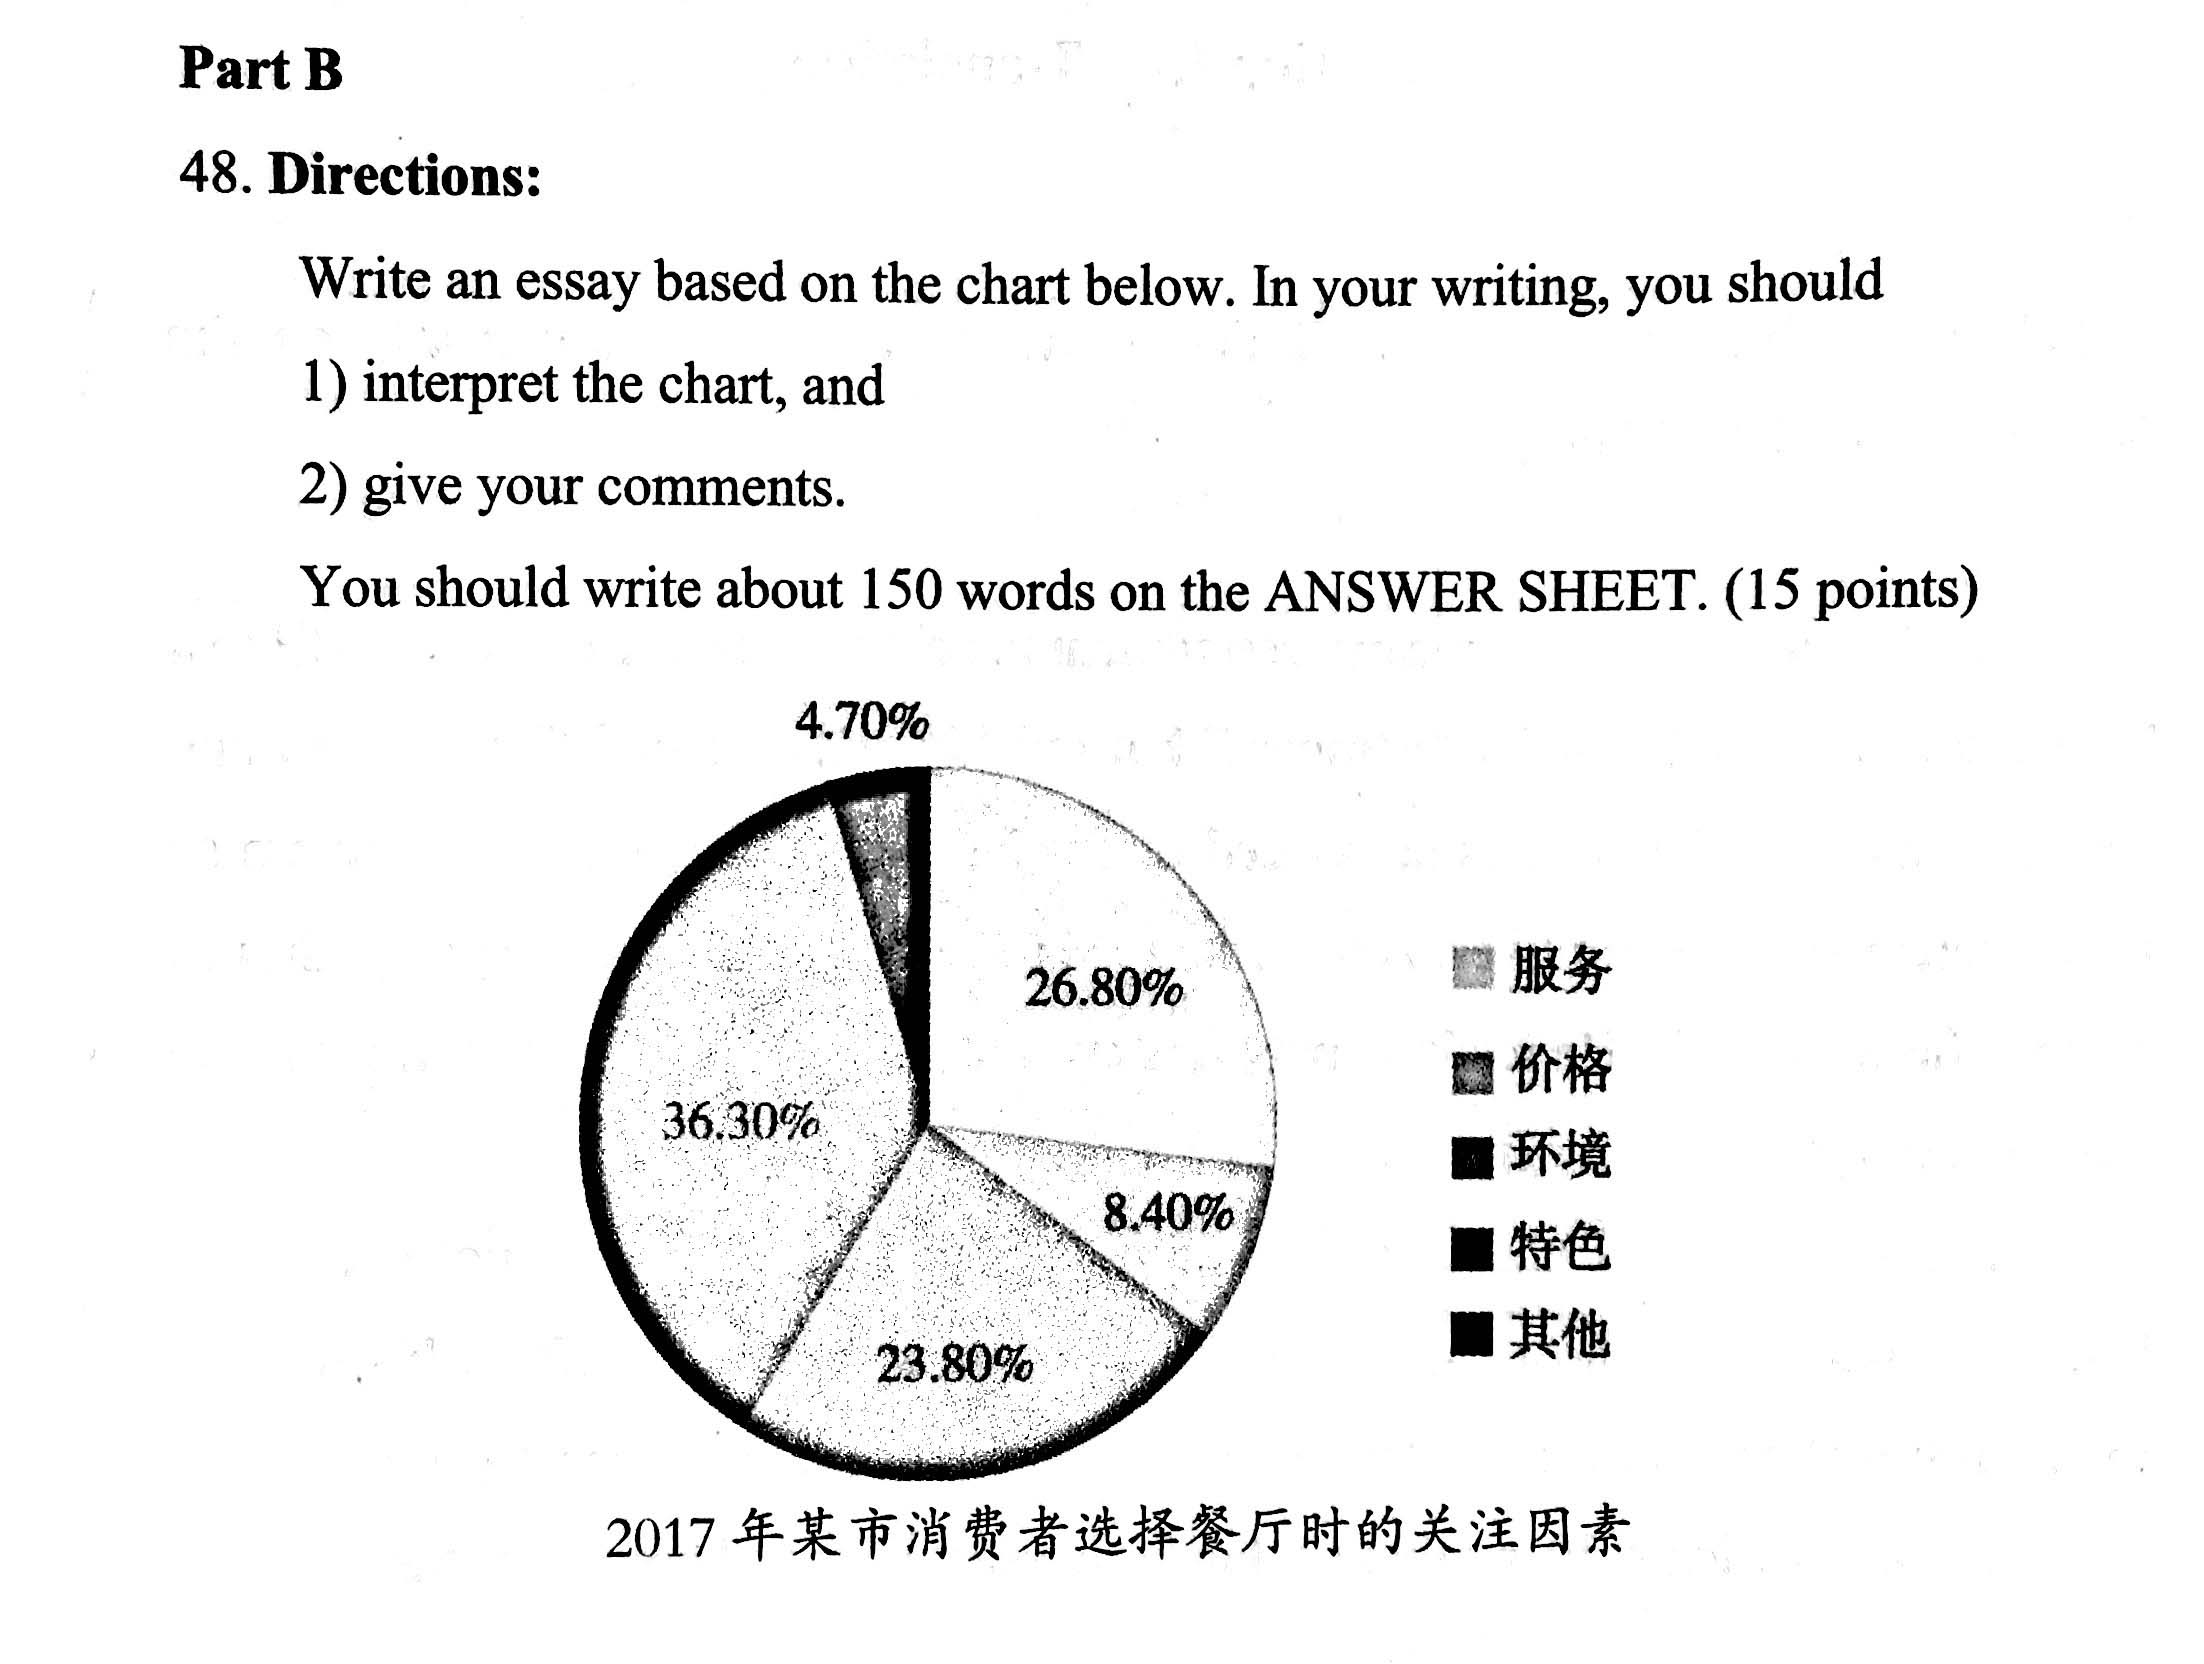 Part B
48. Directions:
Write an essay based on the chart below. In your writing, you should
1) interpret the chart, and
2) give your comments.
You should write about 150 words on the ANSWER SHEET. (15 points)
4.70%
26.80%
36.30%
8.40%
23.80%
服务
价格
环境
特色
其他
2017 年某市消费者选择餐厅时的关注因素